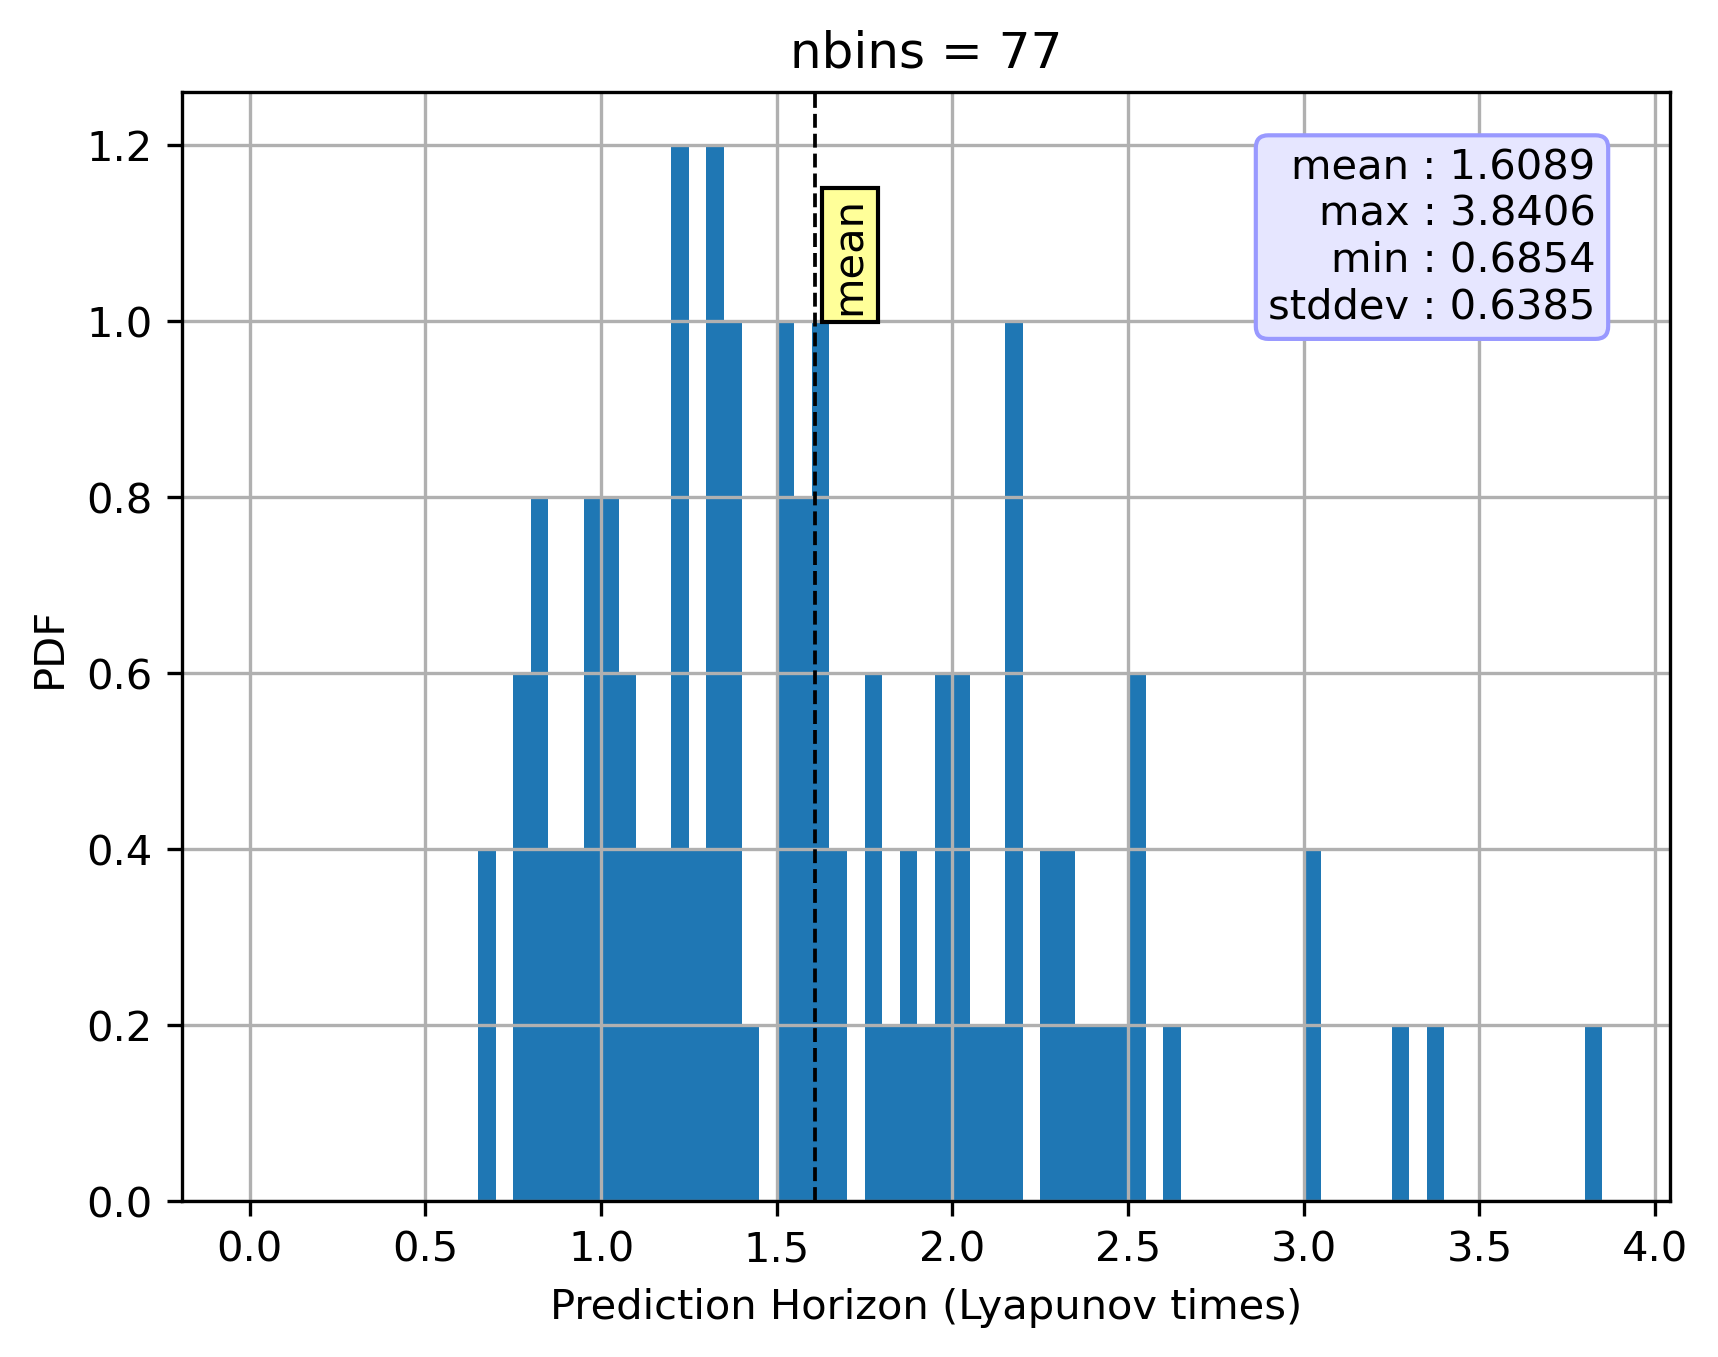 nbins = 77
mean : 1.6089
max : 3.8406
min : 0.6854
stddev : 0.6385
mean
PDF
1.2
1.0
0.8
0.6
0.4
0.2
0.0
0.0 0.5 1.0 1.5 2.0 2.5 3.0 3.5 4.0
Prediction Horizon (Lyapunov times)